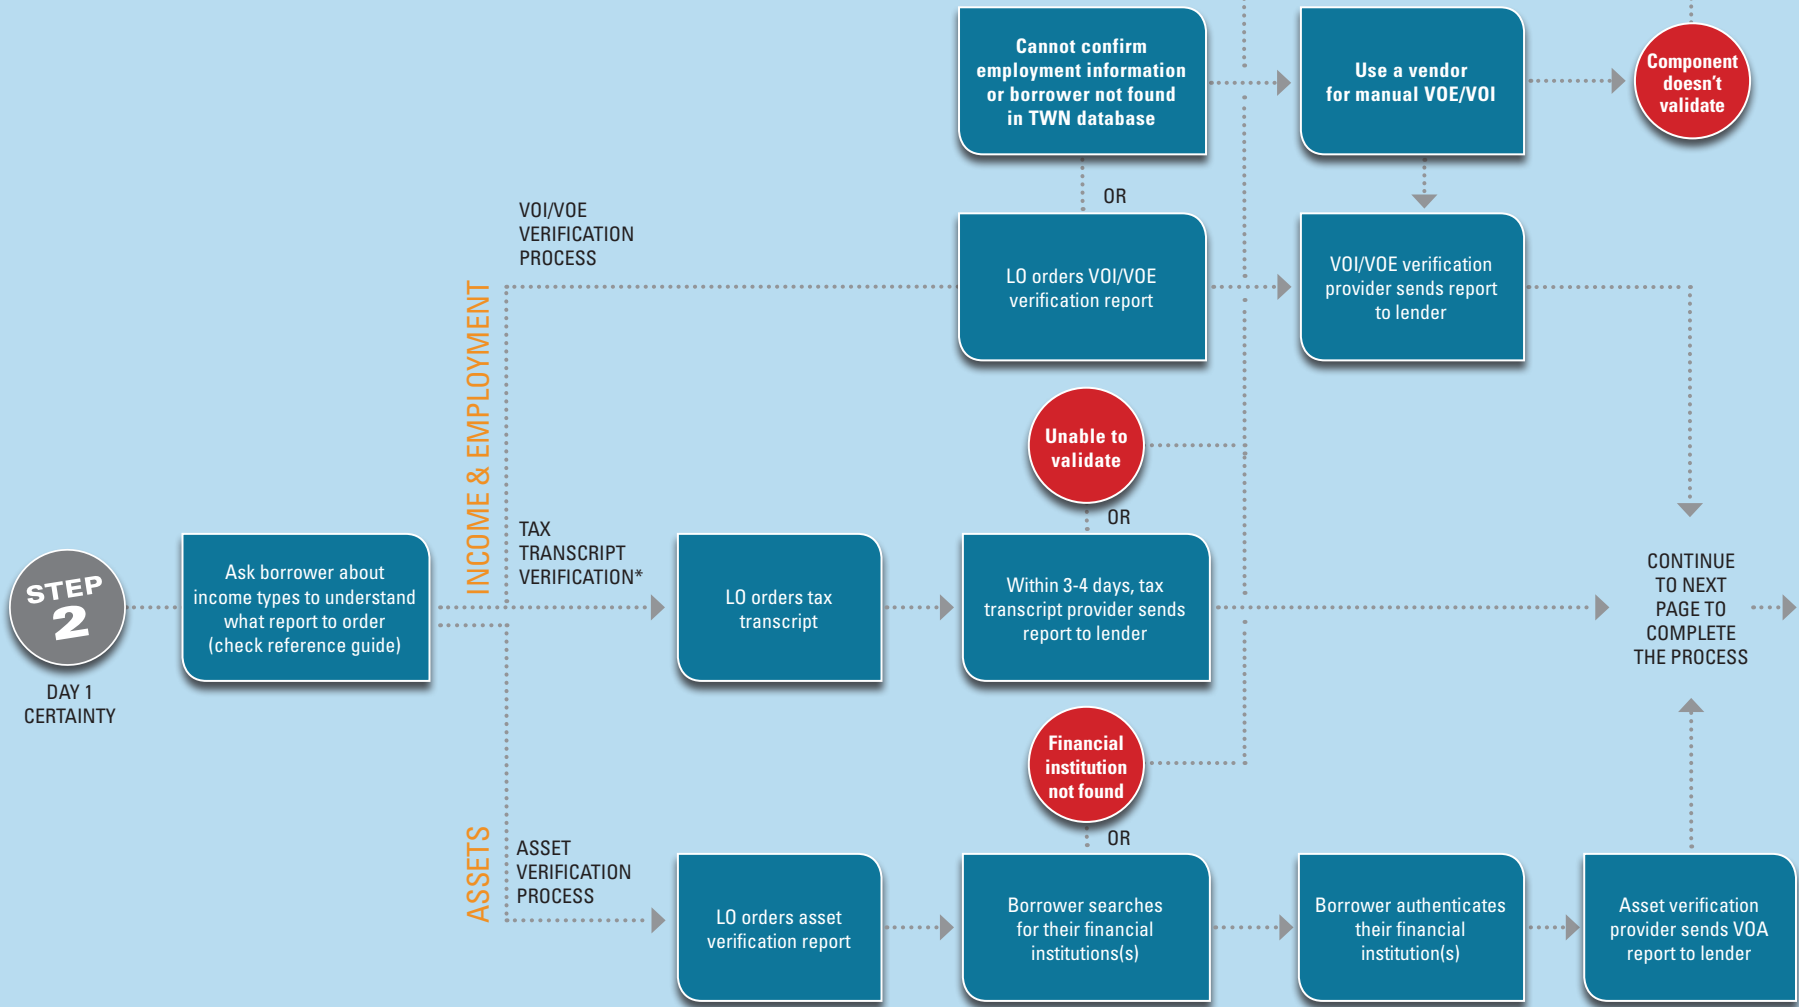 Cannot confirm
employment information
or borrower not found
in TWN database
Use a vendor
for manual VOE/VOI
Component
doesn't
validate
OR
VOI/VOE
VERIFICATION
PROCESS
LO orders VOI/VOE
verification report
VOI/VOE verification
provider sends report
to lender
INCOME & EMPLOYMENT
Unable to
validate
OR
STEP
2
DAY 1
CERTAINTY
Ask borrower about
income types to understand
what report to order
(check reference guide)
TAX
TRANSCRIPT
VERIFICATION*
LO orders tax
transcript
Within 3-4 days, tax
transcript provider sends
report to lender
CONTINUE
TO NEXT
PAGE TO
COMPLETE
THE PROCESS
Financial
institution
not found
OR
ASSETS
ASSET
VERIFICATION
PROCESS
LO orders asset
verification report
Borrower searches
for their financial
institutions(s)
Borrower authenticates
their financial
institution(s)
Asset verification
provider sends VOA
report to lender